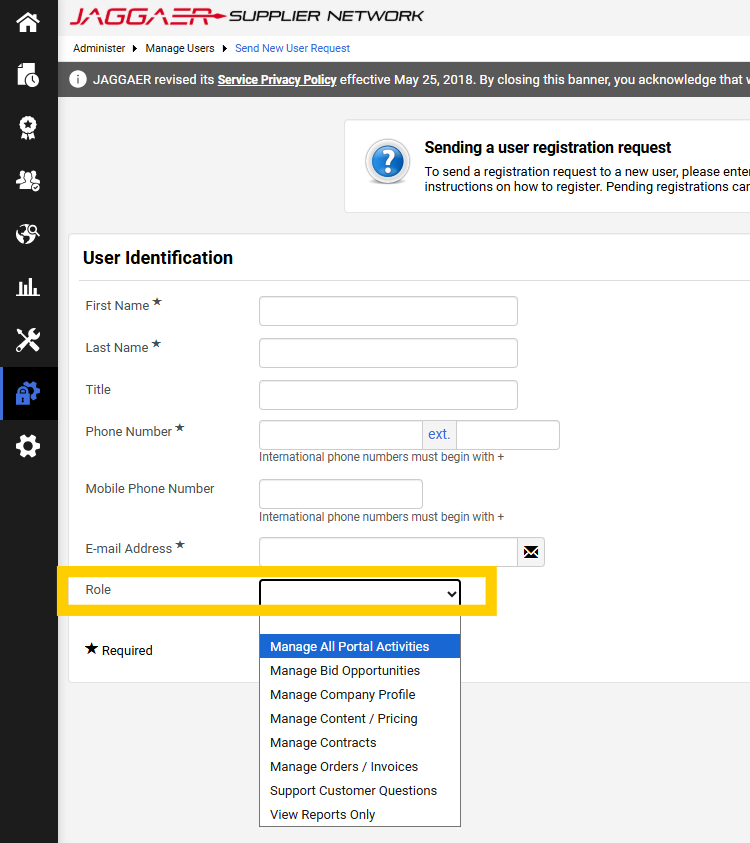 JAGGAER SUPPLIER NETWORK
Administer Manage Users Send New User Request
JAGGAER revised its Service Privacy Policy effective May 25, 2018. By closing this banner, you acknowledge that
Sending a user registration request
To send a registration request to a new user, please enter
instructions on how to register. Pending registrations can
User Identification
First Name ★
Last Name ★
Title
Phone Number ★
ext.
International phone numbers must begin with +
Mobile Phone Number
International phone numbers must begin with +
E-mail Address ★
Role
★ Required
Manage All Portal Activities
Manage Bid Opportunities
Manage Company Profile
Manage Content / Pricing
Manage Contracts
Manage Orders / Invoices
Support Customer Questions
View Reports Only